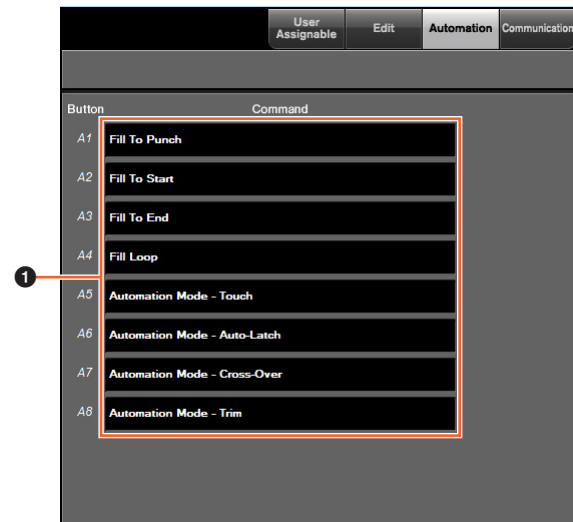 User Assignable Edit Automation Communication
Button Command
A1 Fill To Punch
A2 Fill To Start
A3 Fill To End
A4 Fill Loop
1
A5 Automation Mode - Touch
A6 Automation Mode - Auto-Latch
A7 Automation Mode - Cross-Over
A8 Automation Mode - Trim